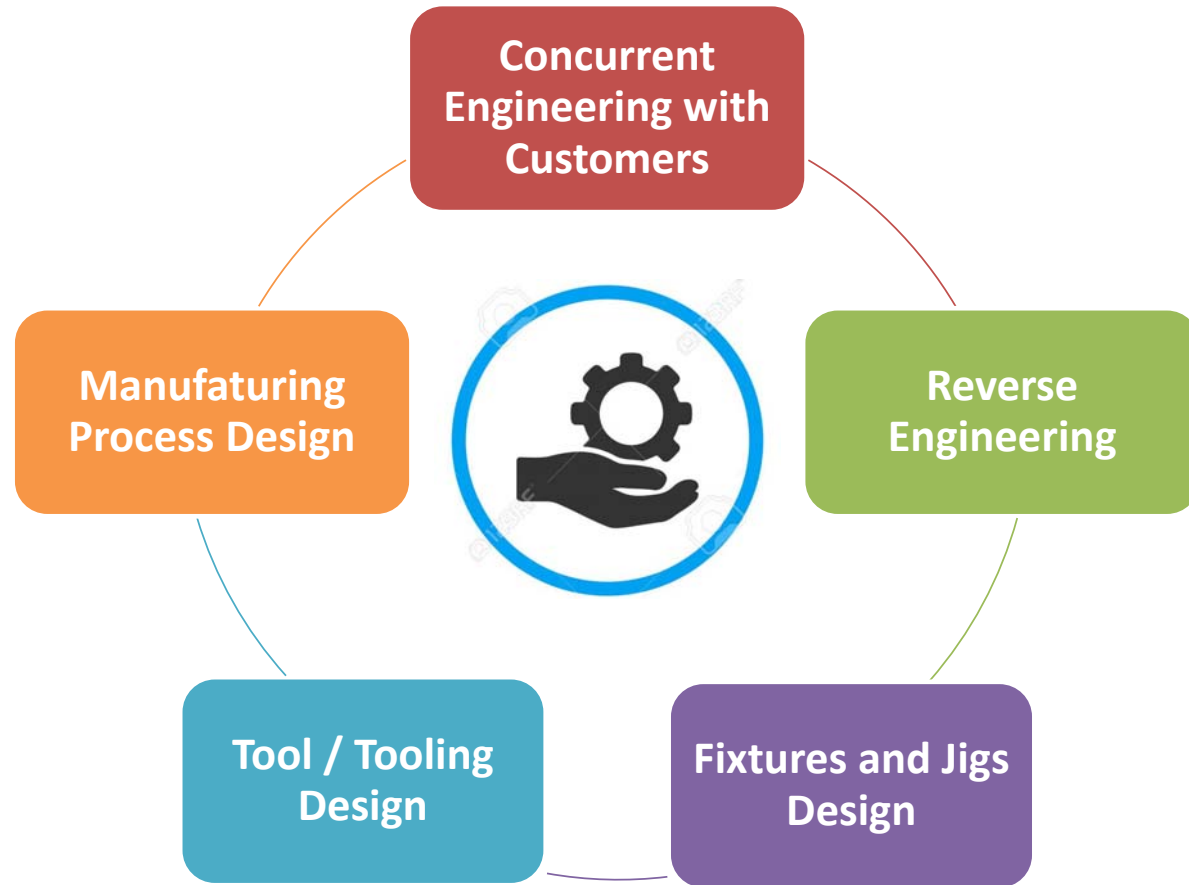 Concurrent
Engineering with
Customers
Manufaturing
Process Design
Reverse
Engineering
Tool / Tooling
Design
Fixtures and Jigs
Design